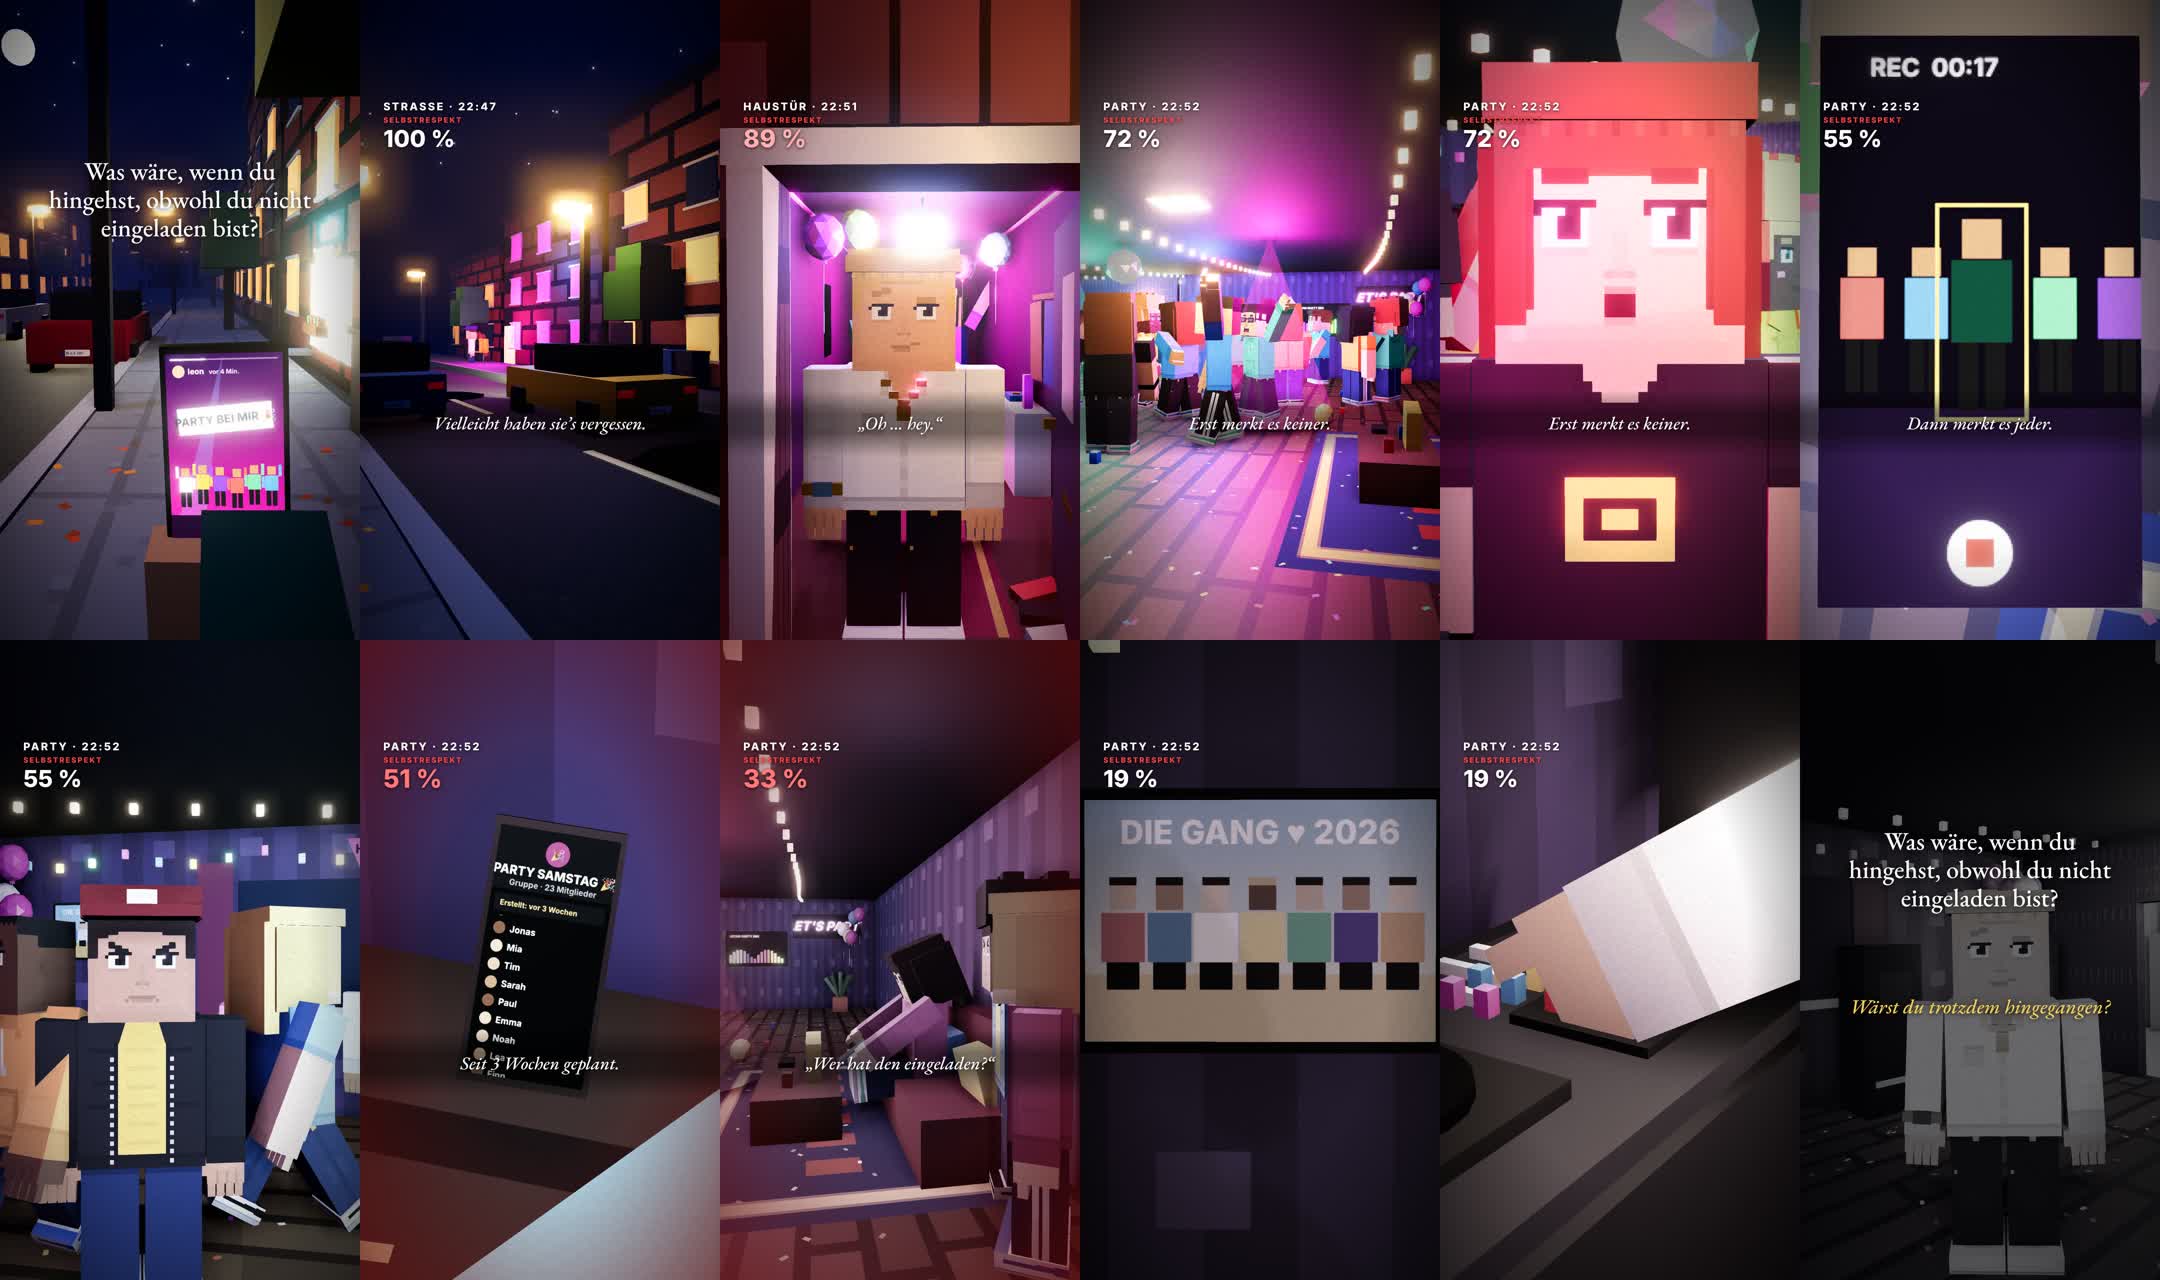 Was wäre, wenn du
hingehst, obwohl du nicht
eingeladen bist?
leon vor 4 Min.
PARTY BEI MIR 🎉
STRASSE · 22:47
SELBSTRESPEKT
100 %
Vielleicht haben sie's vergessen.
HAUSTÜR · 22:51
SELBSTRESPEKT
89 %
„Oh ... hey.“
PARTY · 22:52
SELBSTRESPEKT
72 %
Erst merkt es keiner.
PARTY · 22:52
SELBSTRESPEKT
72 %
Erst merkt es keiner.
REC 00:17
PARTY · 22:52
SELBSTRESPEKT
55 %
Dann merkt es jeder.
PARTY · 22:52
SELBSTRESPEKT
55 %
PARTY · 22:52
SELBSTRESPEKT
51 %
PARTY SAMSTAG 🎉
Gruppe · 23 Mitglieder
Erstellt: vor 3 Wochen
Jonas
Mia
Tim
Sarah
Paul
Emma
Noah
Seit 3 Wochen geplant.
PARTY · 22:52
SELBSTRESPEKT
33 %
„Wer hat den eingeladen?“
PARTY · 22:52
SELBSTRESPEKT
19 %
DIE GANG ♥ 2026
PARTY · 22:52
SELBSTRESPEKT
19 %
Was wäre, wenn du
hingehst, obwohl du nicht
eingeladen bist?
Wärst du trotzdem hingegangen?